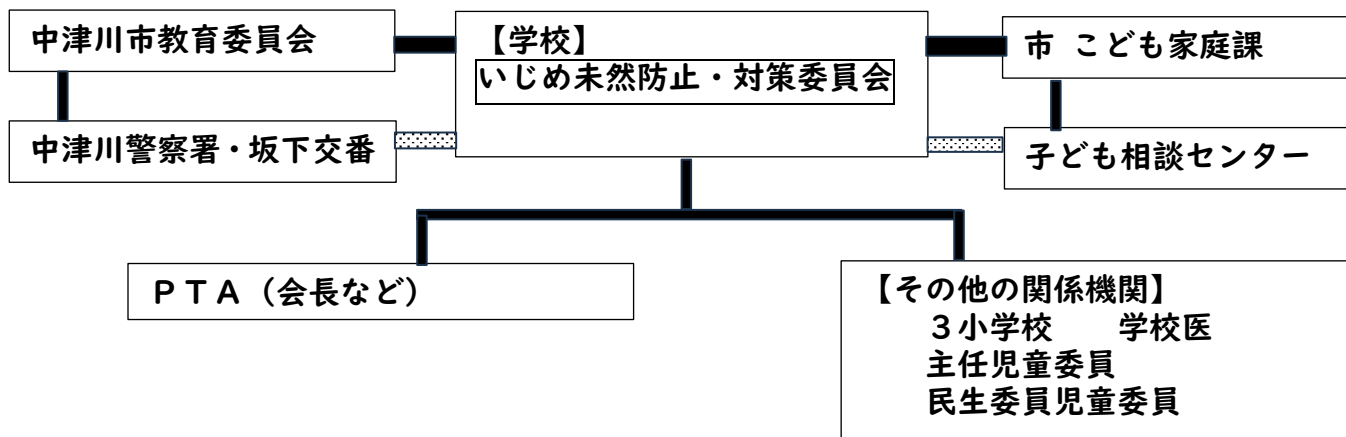 中津川市教育委員会
【学校】
いじめ未然防止・対策委員会
市 こども家庭課
中津川警察署・坂下交番
子ども相談センター
ＰＴＡ（会長など）
【その他の関係機関】
３小学校　　学校医
主任児童委員
民生委員児童委員